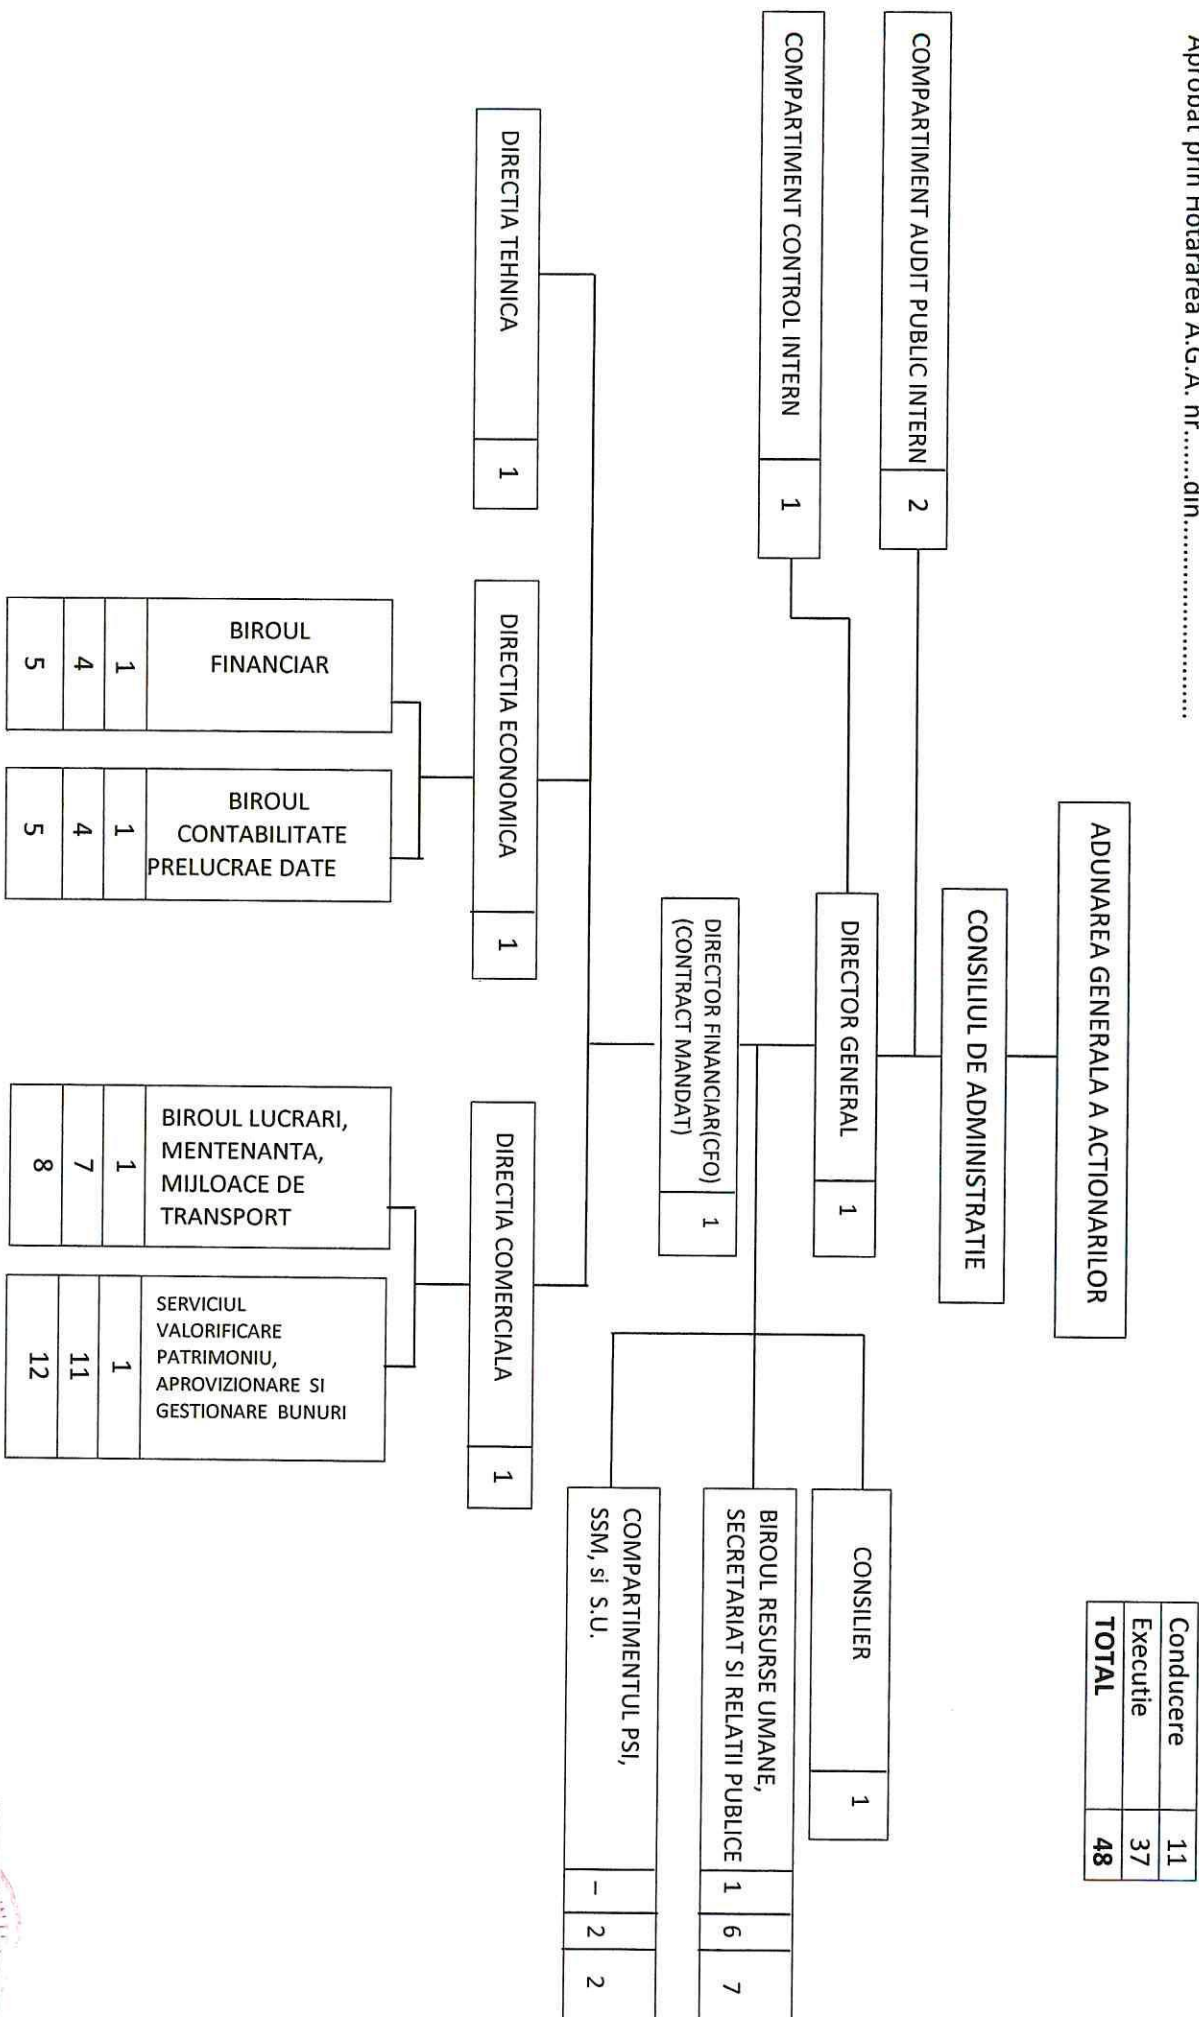 Aprobat prin Hotararea A.G.A. nr.......din..............................
Conducere 11
Executie 37
TOTAL 48
ADUNAREA GENERALA A ACTIONARILOR
CONSILIUL DE ADMINISTRATIE
COMPARTIMENT AUDIT PUBLIC INTERN 2
DIRECTOR GENERAL 1
COMPARTIMENT CONTROL INTERN 1
CONSILIER 1
BIROUL RESURSE UMANE,
SECRETARIAT SI RELATII PUBLICE 1 6 7
DIRECTOR FINANCIAR(CFO)
(CONTRACT MANDAT) 1
COMPARTIMENTUL PSI,
SSM, si S.U. – 2 2
DIRECTIA TEHNICA 1
DIRECTIA ECONOMICA 1
DIRECTIA COMERCIALA 1
BIROUL
FINANCIAR
1
4
5
BIROUL
CONTABILITATE
PRELUCRAE DATE
1
4
5
BIROUL LUCRARI,
MENTENANTA,
MIJLOACE DE
TRANSPORT
1
7
8
SERVICIUL
VALORIFICARE
PATRIMONIU,
APROVIZIONARE SI
GESTIONARE BUNURI
1
11
12